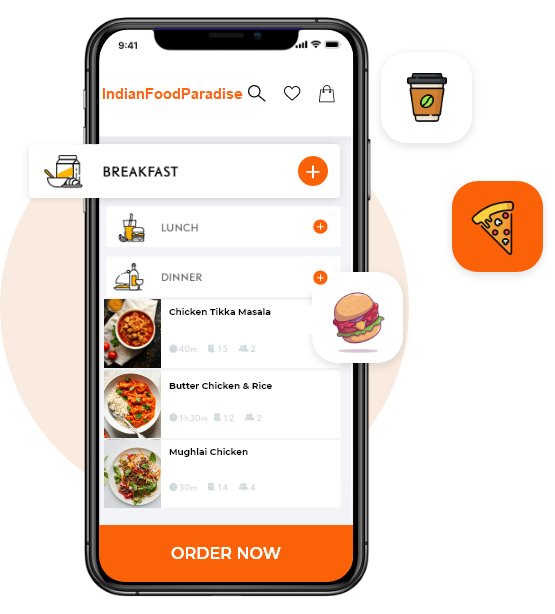 9:41
IndianFoodParadise
BREAKFAST
LUNCH
DINNER
Chicken Tikka Masala
40m 15 2
Butter Chicken & Rice
1h30m 12 2
Mughlai Chicken
30m 14 4
ORDER NOW